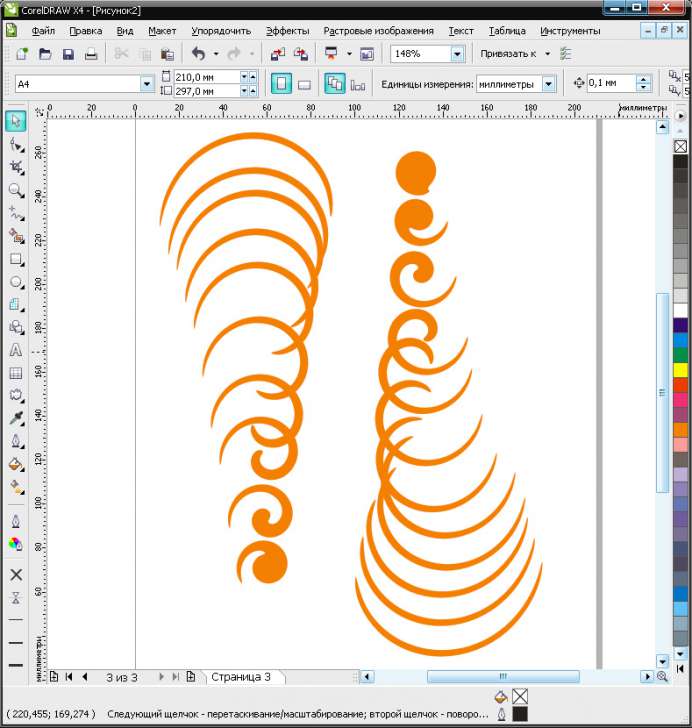 CorelDRAW X4 - [Рисунок2]
Файл Правка Вид Макет Упорядочить Эффекты Растровые изображения Текст Таблица Инструменты
148% Привязать к
A4 210,0 мм 297,0 мм Единицы измерения: миллиметры 0,1 мм
20 0 20 40 60 80 100 120 140 160 180 200 миллиметры
260
240
220
200
180
160
140
120
100
80
60
миллиметры
3 из 3 Страница 3
( 220,455; 169,274 ) Следующий щелчок - перетаскивание/масштабирование; второй щелчок - поворо...